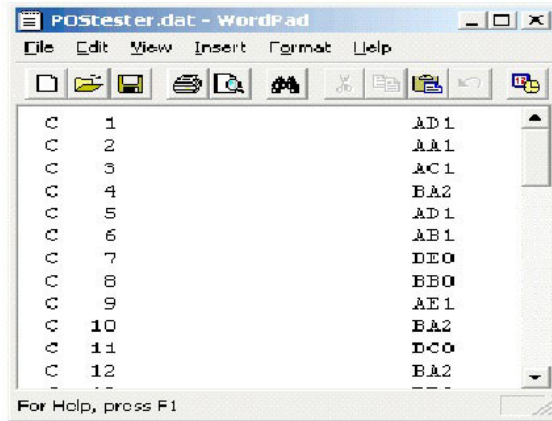 POStester.dat - WordPad
File Edit View Insert Format Help
C 1 AD1
C 2 AA1
C 3 AC1
C 4 BA2
C 5 AD1
C 6 AB1
C 7 DE0
C 8 BB0
C 9 AE1
C 10 BA2
C 11 DC0
C 12 BA2
For Help, press F1